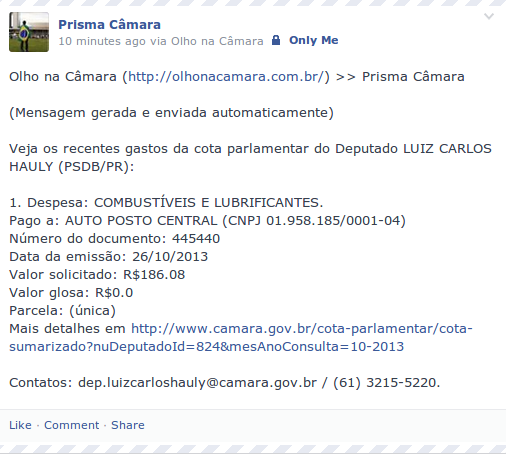 Prisma Câmara
10 minutes ago via Olho na Câmara Only Me
Olho na Câmara (http://olhonacamara.com.br/) >> Prisma Câmara
(Mensagem gerada e enviada automaticamente)
Veja os recentes gastos da cota parlamentar do Deputado LUIZ CARLOS
HAULY (PSDB/PR):
1. Despesa: COMBUSTÍVEIS E LUBRIFICANTES.
Pago a: AUTO POSTO CENTRAL (CNPJ 01.958.185/0001-04)
Número do documento: 445440
Data da emissão: 26/10/2013
Valor solicitado: R$186.08
Valor glosa: R$0.0
Parcela: (única)
Mais detalhes em http://www.camara.gov.br/cota-parlamentar/cota-
sumarizado?nuDeputadoId=824&mesAnoConsulta=10-2013
Contatos: dep.luizcarloshauly@camara.gov.br / (61) 3215-5220.
Like · Comment · Share